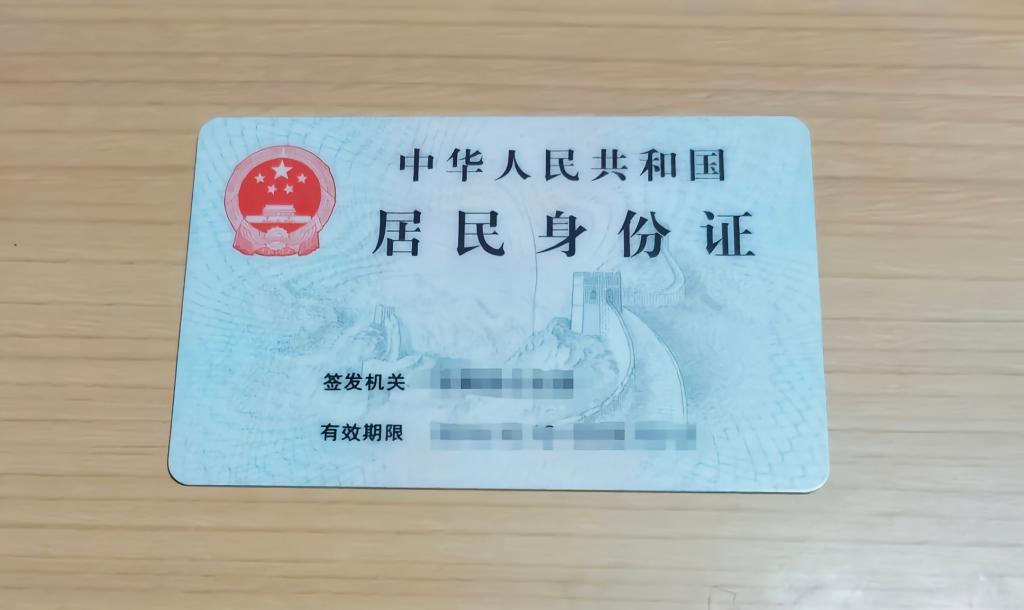 中华人民共和国
居民身份证
签发机关
有效期限